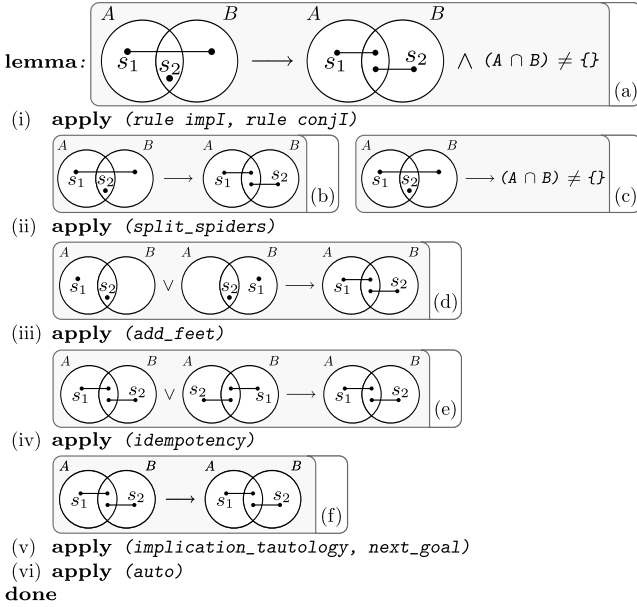 A B
lemma: s₁ s₂ ⟶ s₁ s₂ ∧ (A ∩ B) ≠ {}
(a)
(i) apply (rule impI, rule conjI)
A B A B A B
s₁ s₂ ⟶ s₁ s₂ (b) s₁ s₂ ⟶ (A ∩ B) ≠ {} (c)
(ii) apply (split_spiders)
A B A B A B
s₁ s₂ ∨ s₂ s₁ ⟶ s₁ s₂ (d)
(iii) apply (add_feet)
A B A B A B
s₁ s₂ ∨ s₂ s₁ ⟶ s₁ s₂ (e)
(iv) apply (idempotency)
A B A B
s₁ s₂ ⟶ s₁ s₂ (f)
(v) apply (implication_tautology, next_goal)
(vi) apply (auto)
done